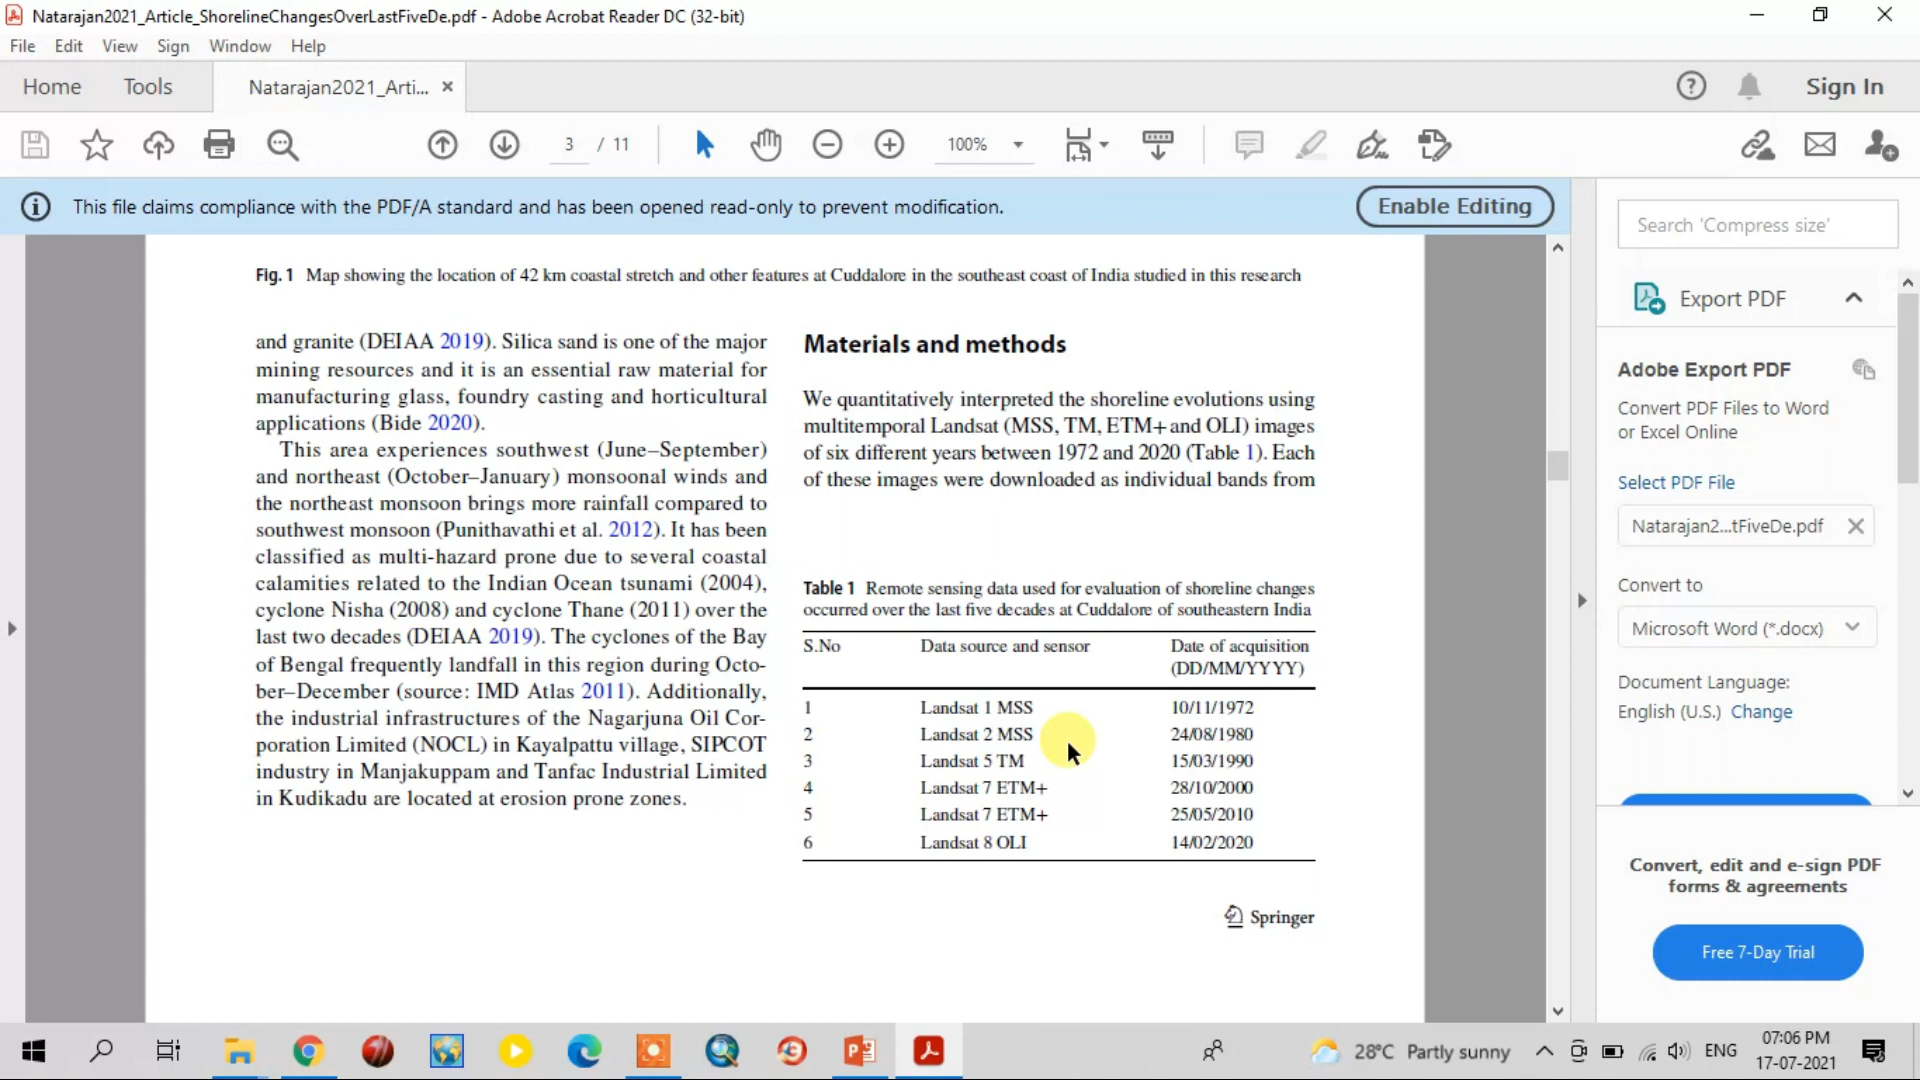 Natarajan2021_Article_ShorelineChangesOverLastFiveDe.pdf - Adobe Acrobat Reader DC (32-bit)
File Edit View Sign Window Help
Home Tools Natarajan2021_Arti... × Sign In
3 / 11 100%
This file claims compliance with the PDF/A standard and has been opened read-only to prevent modification. Enable Editing
Fig. 1 Map showing the location of 42 km coastal stretch and other features at Cuddalore in the southeast coast of India studied in this research
and granite (DEIAA 2019). Silica sand is one of the major
mining resources and it is an essential raw material for
manufacturing glass, foundry casting and horticultural
applications (Bide 2020).
This area experiences southwest (June–September)
and northeast (October–January) monsoonal winds and
the northeast monsoon brings more rainfall compared to
southwest monsoon (Punithavathi et al. 2012). It has been
classified as multi-hazard prone due to several coastal
calamities related to the Indian Ocean tsunami (2004),
cyclone Nisha (2008) and cyclone Thane (2011) over the
last two decades (DEIAA 2019). The cyclones of the Bay
of Bengal frequently landfall in this region during Octo-
ber–December (source: IMD Atlas 2011). Additionally,
the industrial infrastructures of the Nagarjuna Oil Cor-
poration Limited (NOCL) in Kayalpattu village, SIPCOT
industry in Manjakuppam and Tanfac Industrial Limited
in Kudikadu are located at erosion prone zones.
Materials and methods
We quantitatively interpreted the shoreline evolutions using
multitemporal Landsat (MSS, TM, ETM+ and OLI) images
of six different years between 1972 and 2020 (Table 1). Each
of these images were downloaded as individual bands from
Table 1 Remote sensing data used for evaluation of shoreline changes
occurred over the last five decades at Cuddalore of southeastern India
S.No Data source and sensor Date of acquisition
(DD/MM/YYYY)
1 Landsat 1 MSS 10/11/1972
2 Landsat 2 MSS 24/08/1980
3 Landsat 5 TM 15/03/1990
4 Landsat 7 ETM+ 28/10/2000
5 Landsat 7 ETM+ 25/05/2010
6 Landsat 8 OLI 14/02/2020
Springer
Search 'Compress size'
Export PDF
Adobe Export PDF
Convert PDF Files to Word
or Excel Online
Select PDF File
Natarajan2...tFiveDe.pdf
Convert to
Microsoft Word (*.docx)
Document Language:
English (U.S.) Change
Convert, edit and e-sign PDF
forms & agreements
Free 7-Day Trial
28°C Partly sunny ENG 07:06 PM
17-07-2021